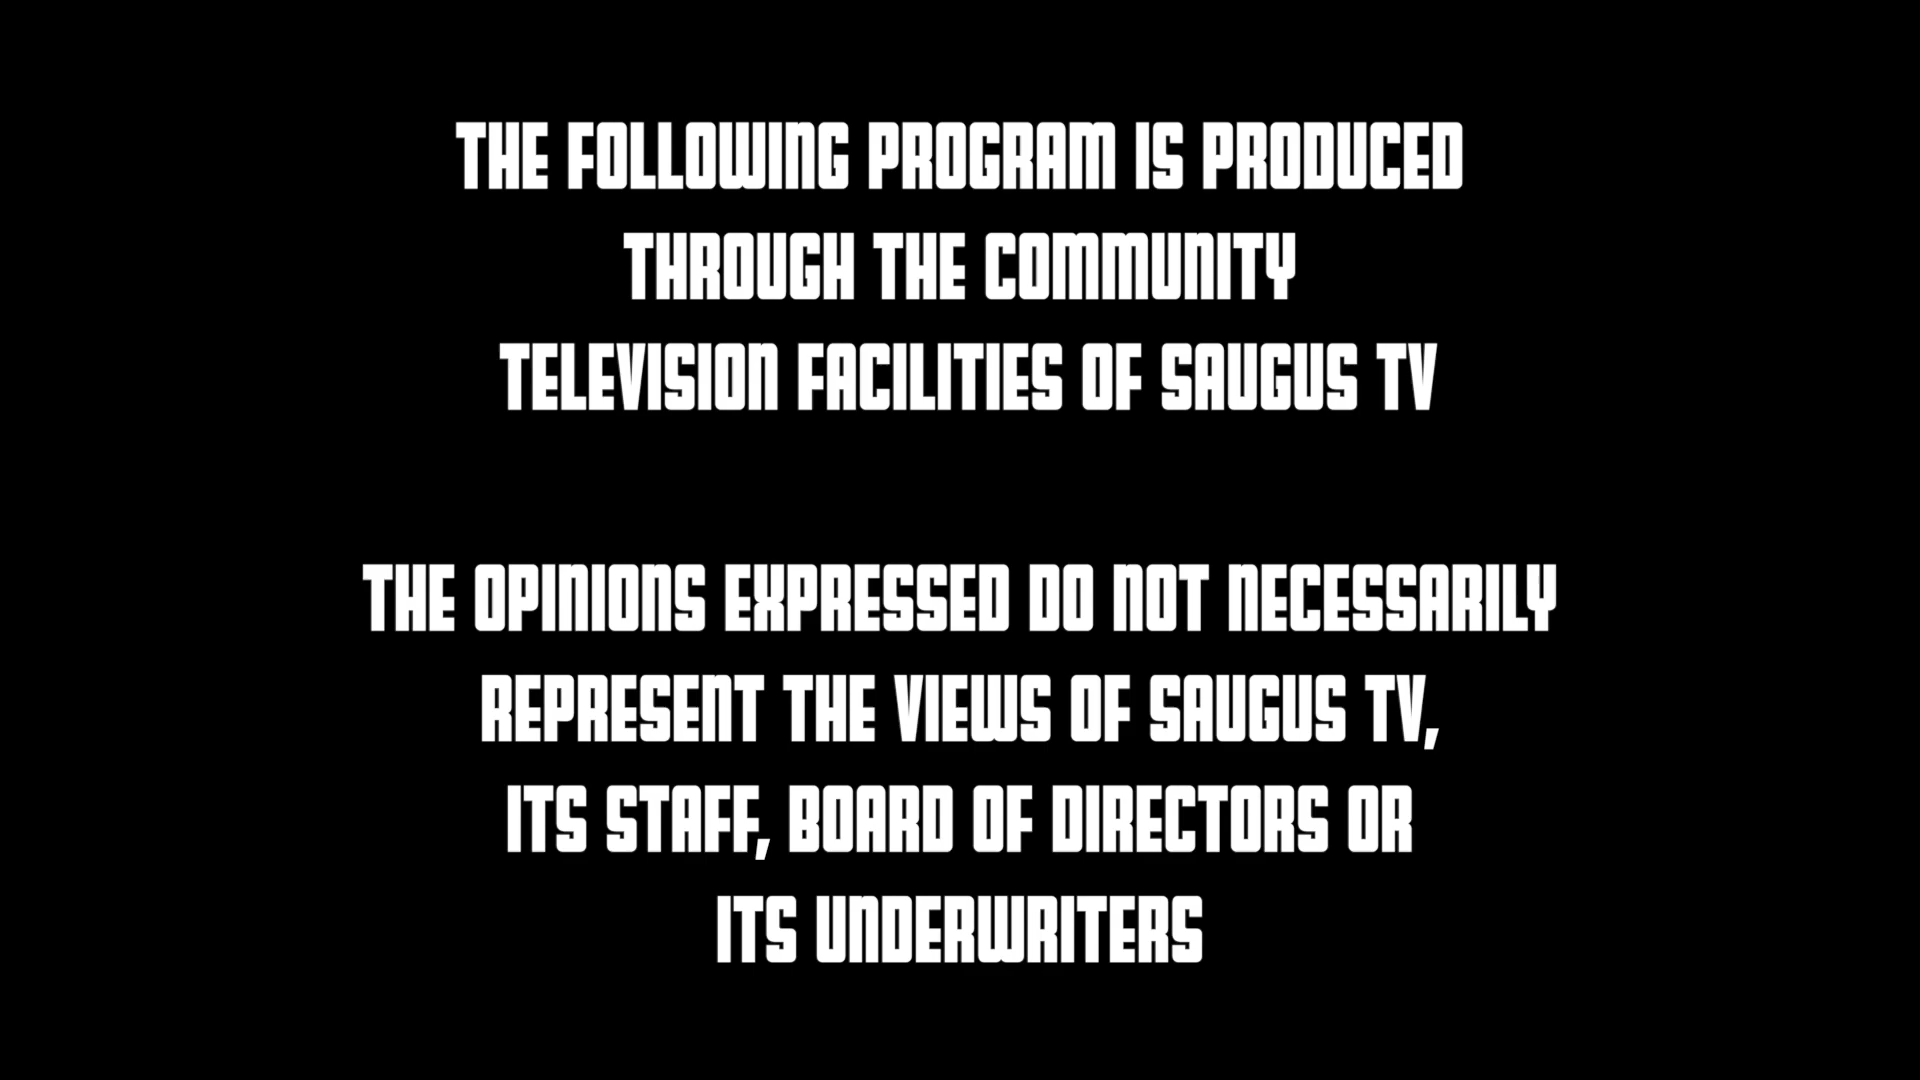 THE FOLLOWING PROGRAM IS PRODUCED
THROUGH THE COMMUNITY
TELEVISION FACILITIES OF SAUGUS TV
THE OPINIONS EXPRESSED DO NOT NECESSARILY
REPRESENT THE VIEWS OF SAUGUS TV,
ITS STAFF, BOARD OF DIRECTORS OR
ITS UNDERWRITERS